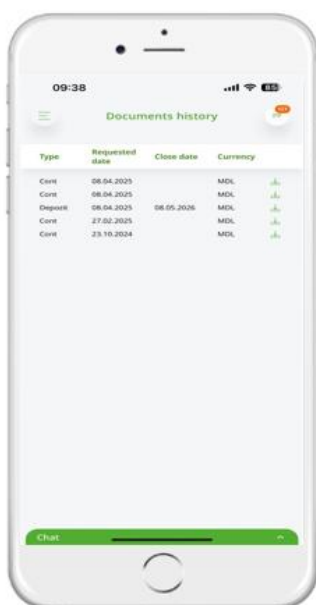 09:38 85
Documents history
Type Requested date Close date Currency
Cont 08.04.2025 MDL
Cont 08.04.2025 MDL
Depozit 08.04.2025 08.05.2026 MDL
Cont 27.02.2025 MDL
Cont 23.10.2024 MDL
Chat